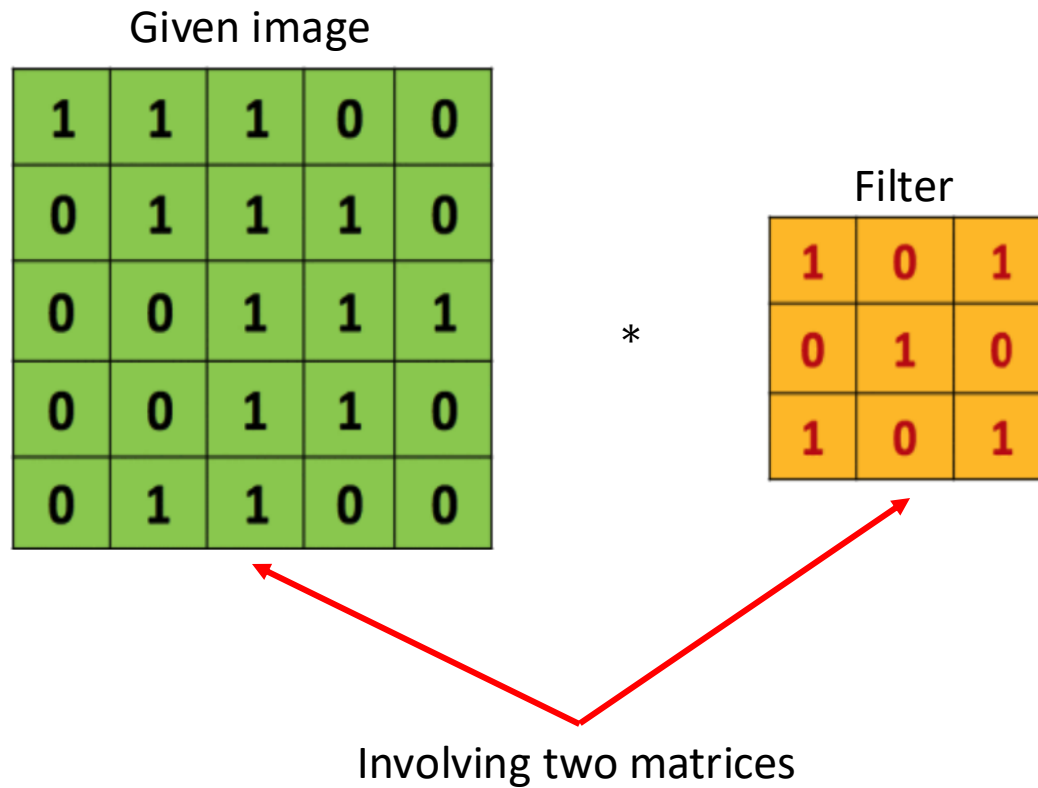 Given image
1 1 1 0 0
0 1 1 1 0
0 0 1 1 1
0 0 1 1 0
0 1 1 0 0
*
Filter
1 0 1
0 1 0
1 0 1
Involving two matrices